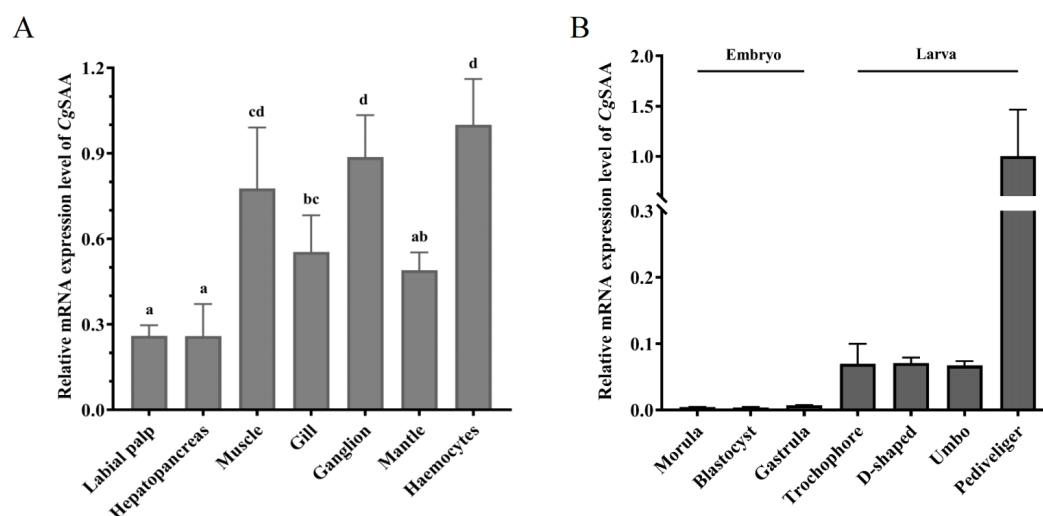 A
Relative mRNA expression level of CgSAA
1.2
0.9
0.6
0.3
0.0
a
a
cd
bc
d
ab
d
Labial palp
Hepatopancreas
Muscle
Gill
Ganglion
Mantle
Haemocytes
B
Relative mRNA expression level of CgSAA
Embryo
Larva
2.0
1.5
1.0
0.3
0.2
0.1
0.0
Morula
Blastocyst
Gastrula
Trochophore
D-shaped
Umbo
Pediveliger